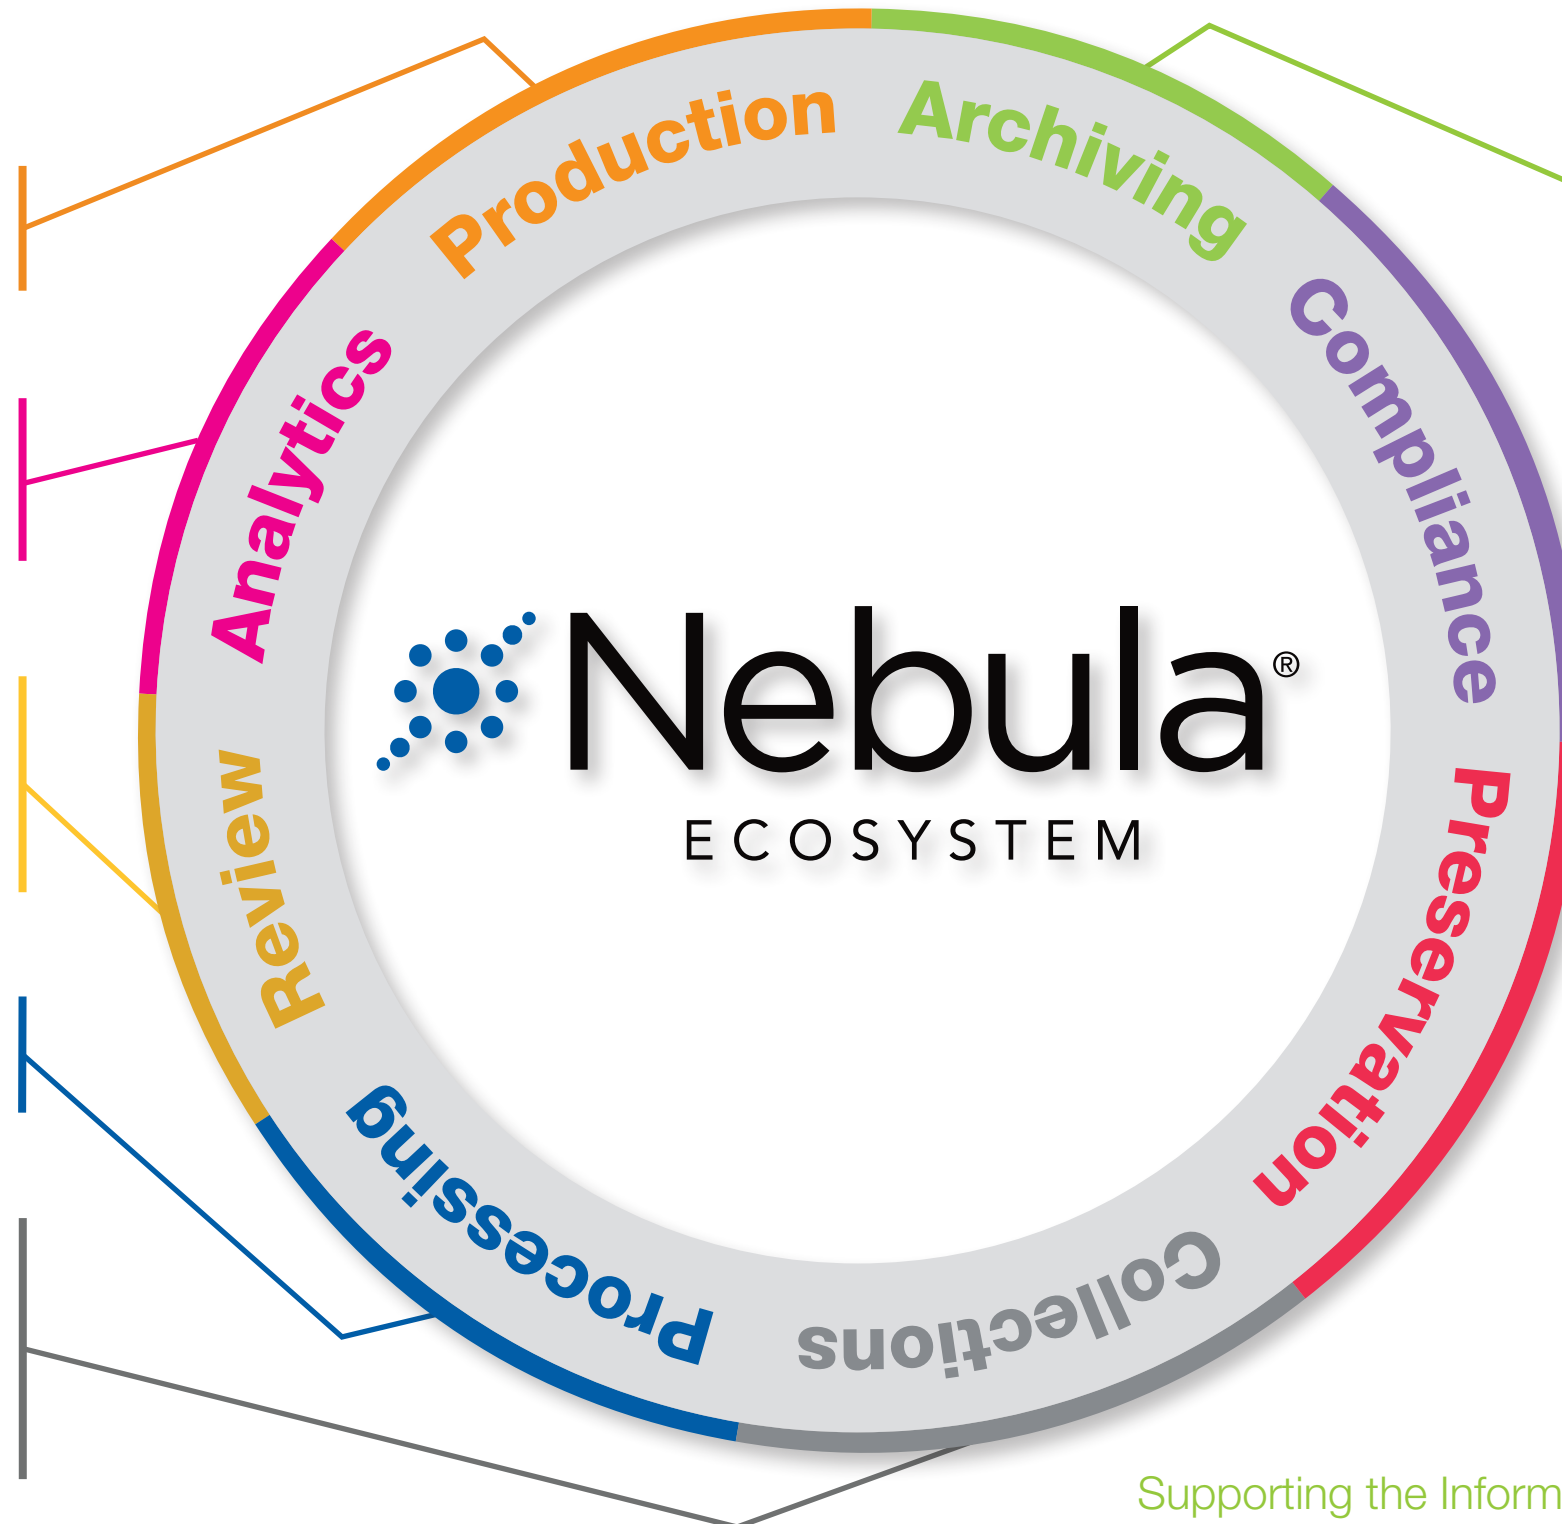 Production
Archiving
Compliance
Preservation
Collections
Processing
Review
Analytics
Nebula®
ECOSYSTEM
Supporting the Inform